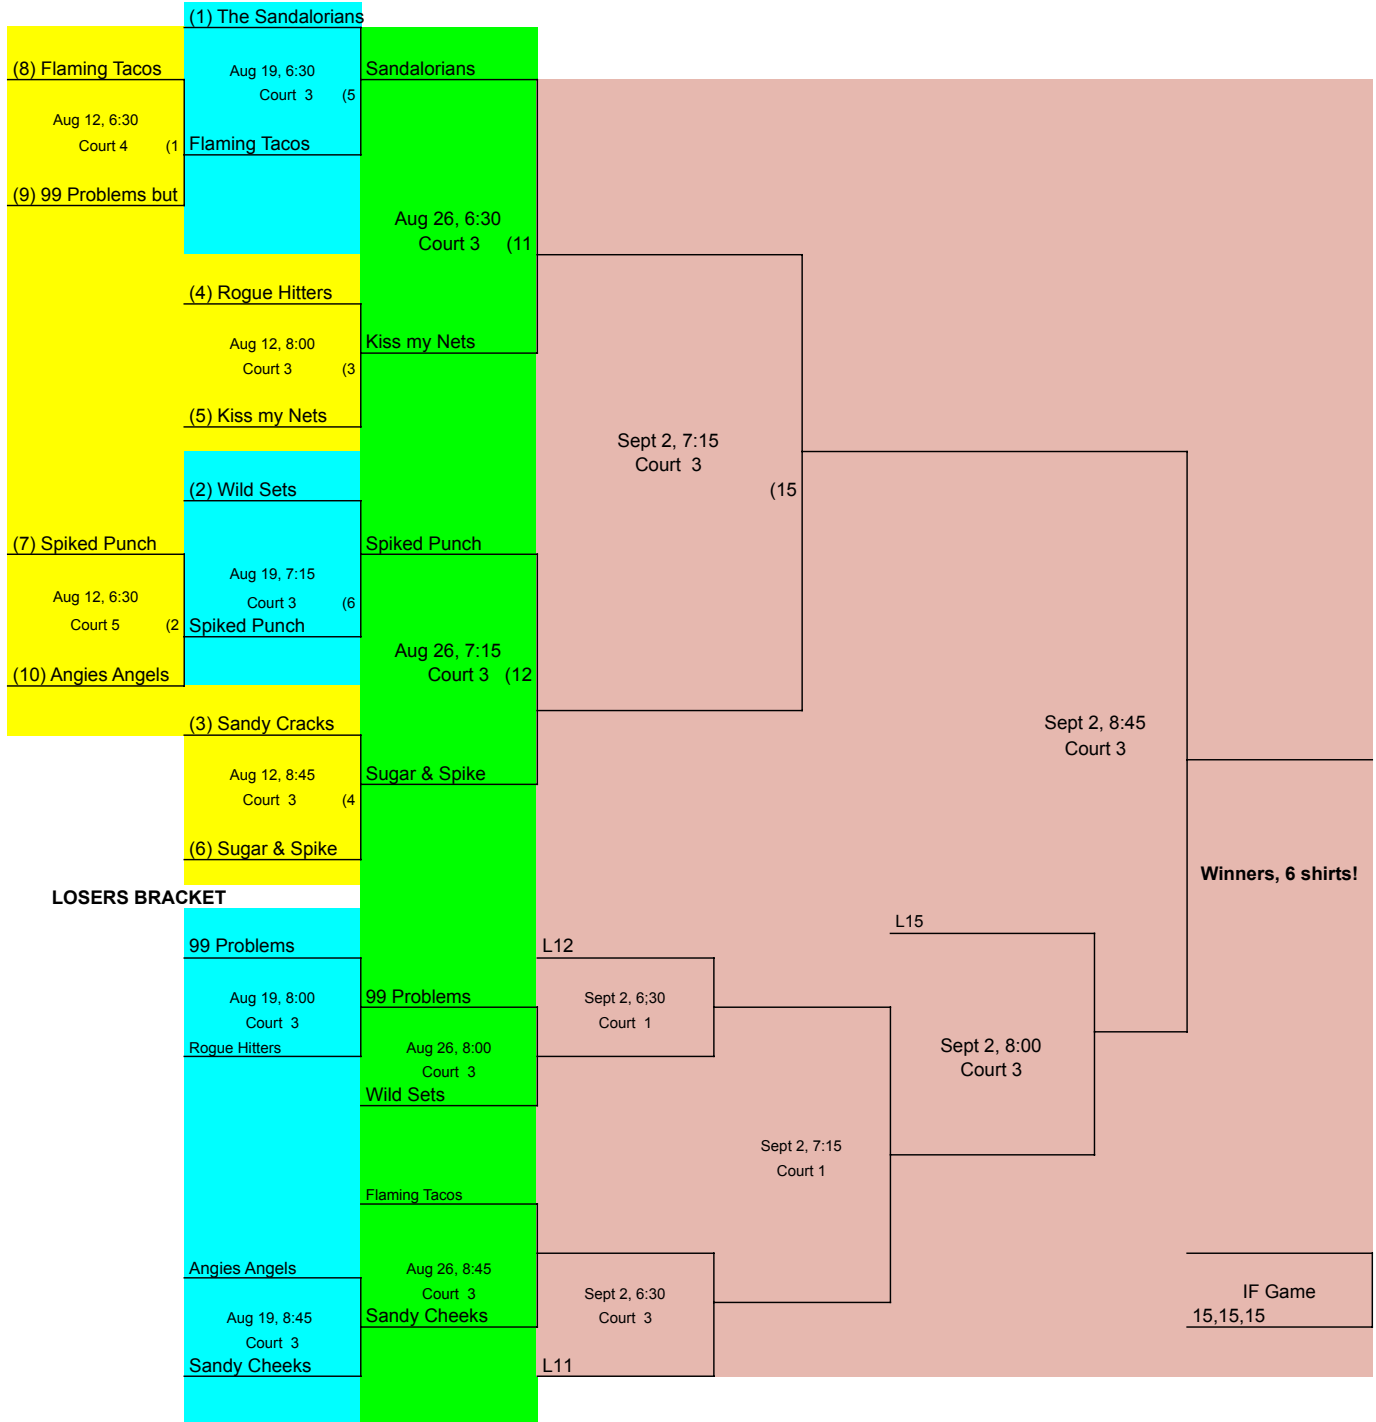 (1) The Sandalorians
(8) Flaming Tacos
Aug 19, 6:30
Court  3
(5
Sandalorians
Aug 12, 6:30
Court 4
(1
Flaming Tacos
(9) 99 Problems but
Aug 26, 6:30
Court 3
(11
(4) Rogue Hitters
Aug 12, 8:00
Court 3
(3
Kiss my Nets
(5) Kiss my Nets
Sept 2, 7:15
Court  3
(15
(2) Wild Sets
(7) Spiked Punch
Spiked Punch
Aug 19, 7:15
Court 3
(6
Aug 12, 6:30
Court 5
(2
Spiked Punch
Aug 26, 7:15
Court 3
(12
(10) Angies Angels
(3) Sandy Cracks
Sept 2, 8:45
Court 3
Aug 12, 8:45
Court  3
(4
Sugar & Spike
(6) Sugar & Spike
Winners, 6 shirts!
LOSERS BRACKET
L15
99 Problems
L12
Aug 19, 8:00
Court  3
99 Problems
Sept 2, 6;30
Court  1
Rogue Hitters
Aug 26, 8:00
Court  3
Sept 2, 8:00
Court 3
Wild Sets
Sept 2, 7:15
Court 1
Flaming Tacos
Angies Angels
Aug 26, 8:45
Court  3
Sept 2, 6:30
Court  3
IF Game
15,15,15
Aug 19, 8:45
Court  3
Sandy Cheeks
Sandy Cheeks
L11